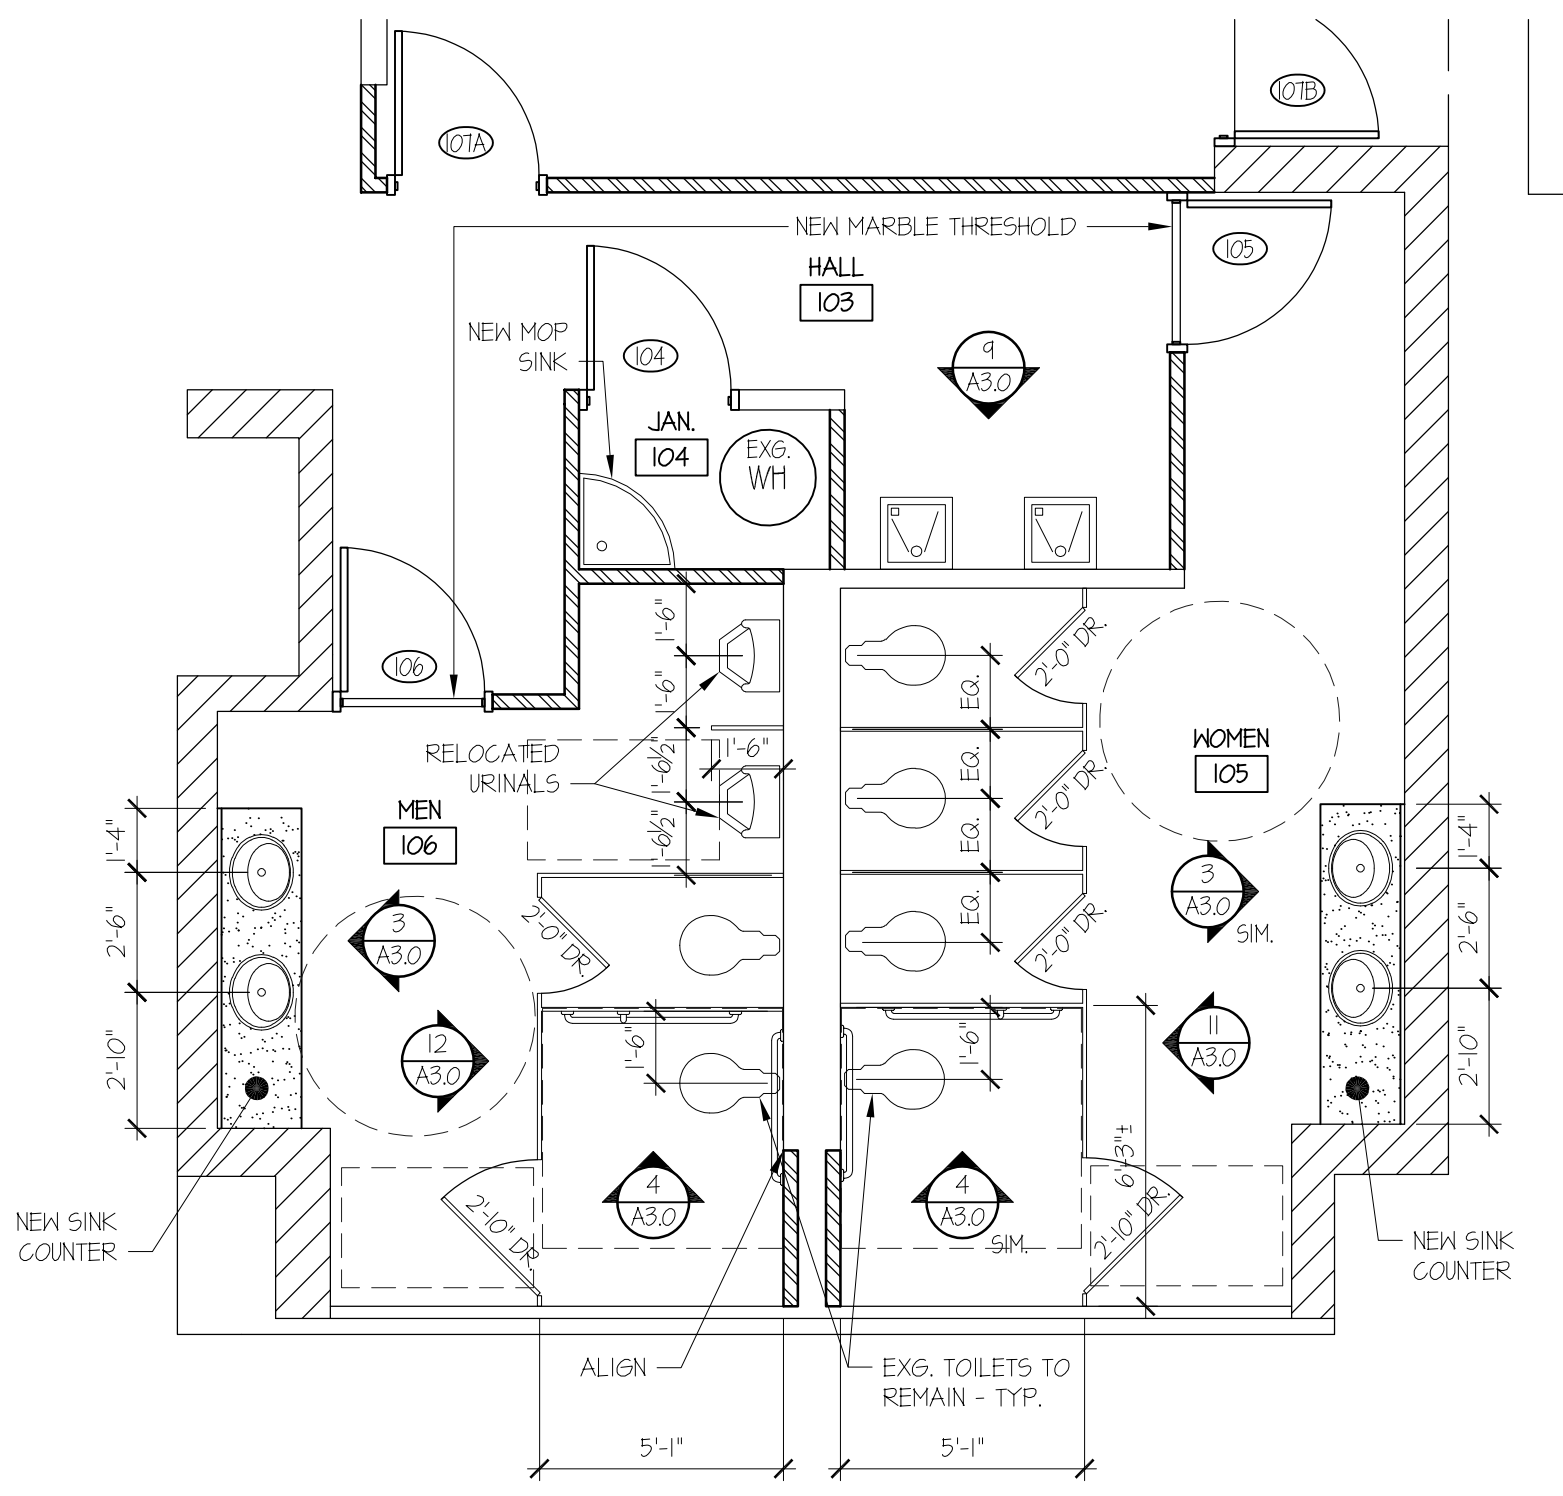 107B
107A
NEW MARBLE THRESHOLD
105
HALL
103
NEW MOP
SINK
104
9
A3.0
JAN.
104
EXG.
WH
1'-6"
2'-0" DR.
106
EQ.
1'-6"
RELOCATED
URINALS
1'-6"
1'-6½"
EQ.
2'-0" DR.
WOMEN
105
MEN
106
1'-6½"
EQ.
1'-4"
1'-4"
3
A3.0
SIM.
EQ.
2'-0" DR.
2'-0" DR.
3
A3.0
2'-6"
2'-6"
12
A3.0
1'-6"
1'-6"
11
A3.0
2'-10"
2'-10"
6'-3"±
4
A3.0
4
A3.0
SIM.
2'-10" DR.
2'-10" DR.
NEW SINK
COUNTER
NEW SINK
COUNTER
ALIGN
EXG. TOILETS TO
REMAIN - TYP.
5'-1"
5'-1"